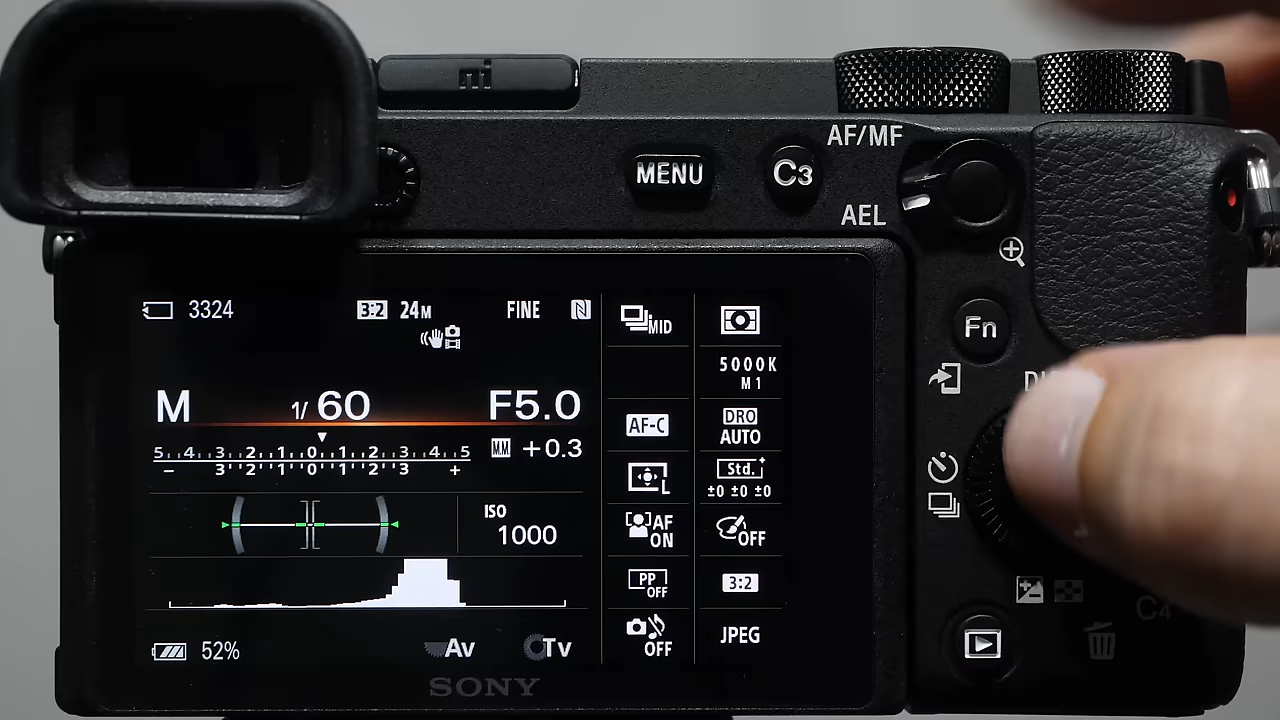 mi
AF/MF
MENU
C3
AEL
Fn
3324
3:2 24M FINE N
MID
5000K
M1
M 1/60 F5.0
AF-C
DRO
AUTO
5 4 3 2 1 0 1 2 3 4 5
MM +0.3
− 3 2 1 0 1 2 3 +
L
Std.
±0 ±0 ±0
ISO
1000
AF
ON
OFF
PP
OFF
3:2
52%
Av
Tv
OFF
JPEG
C4
SONY